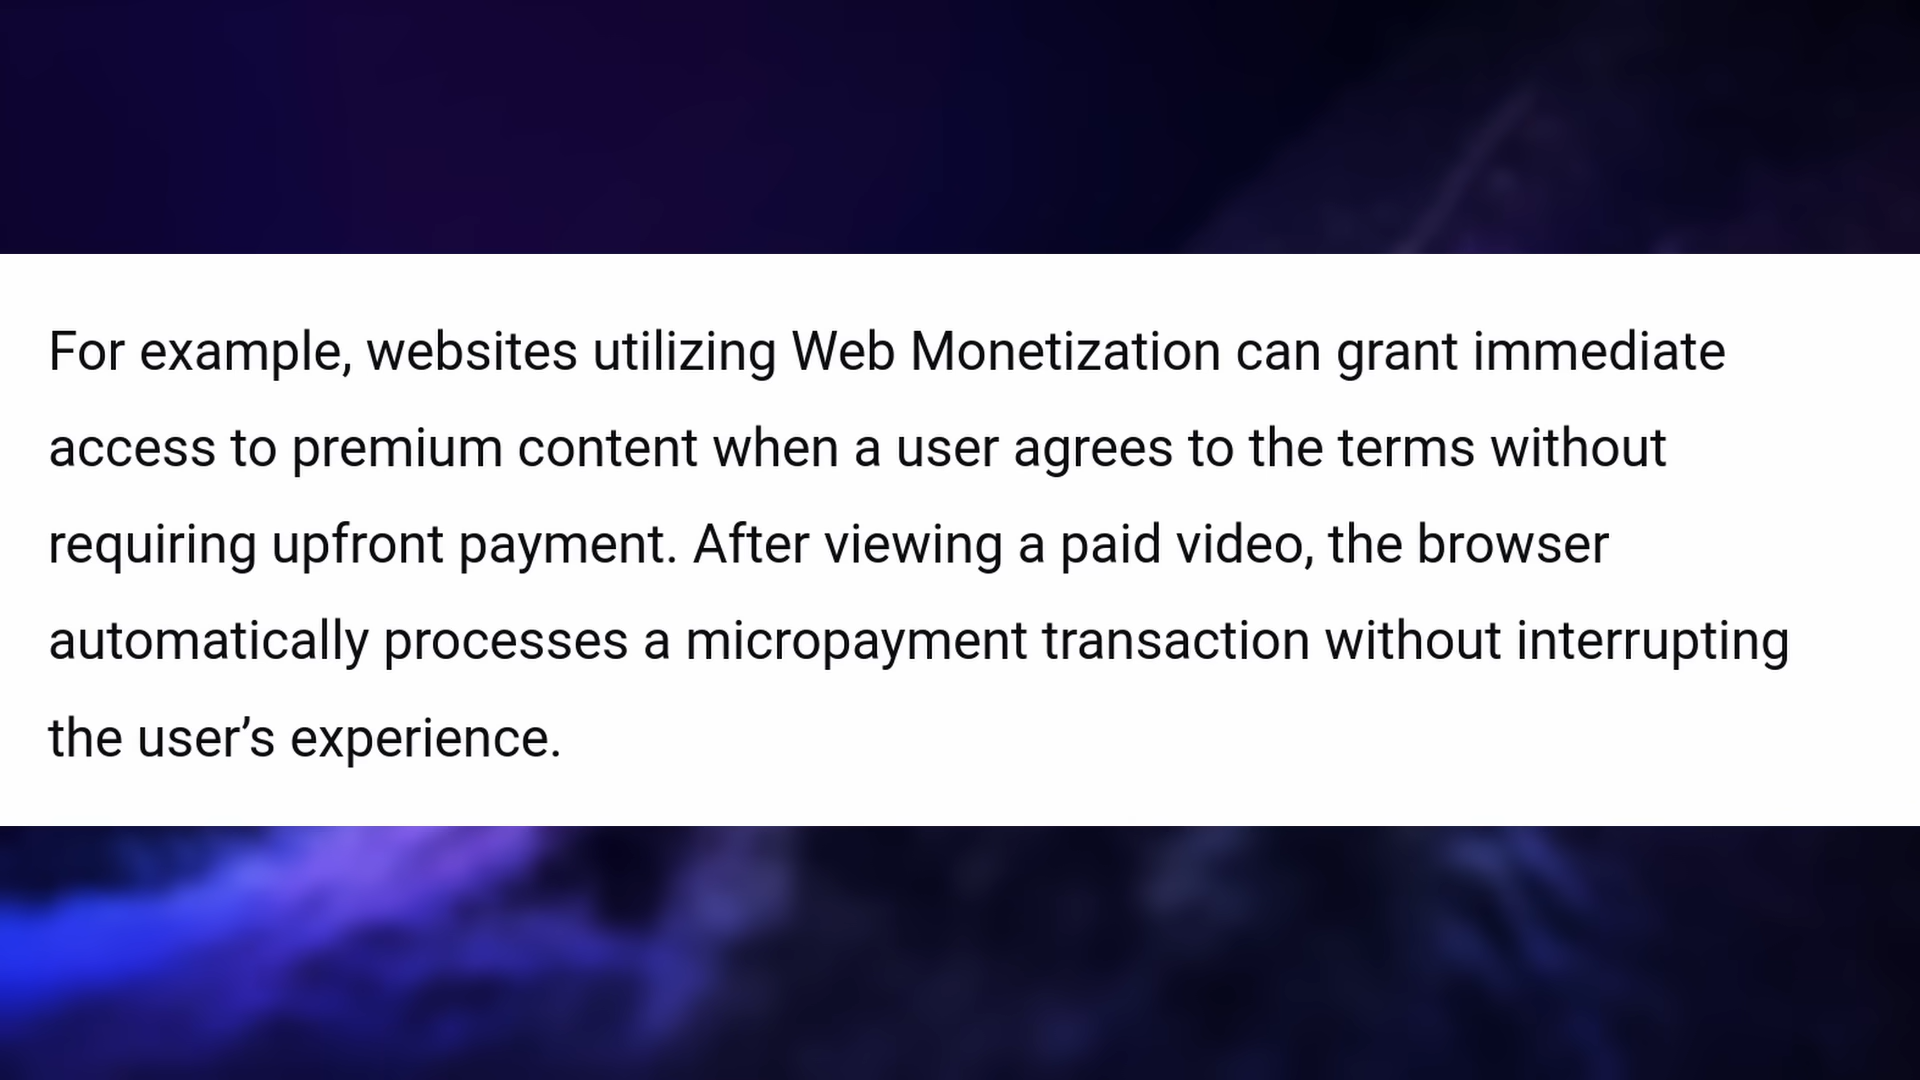 For example, websites utilizing Web Monetization can grant immediate
access to premium content when a user agrees to the terms without
requiring upfront payment. After viewing a paid video, the browser
automatically processes a micropayment transaction without interrupting
the user’s experience.